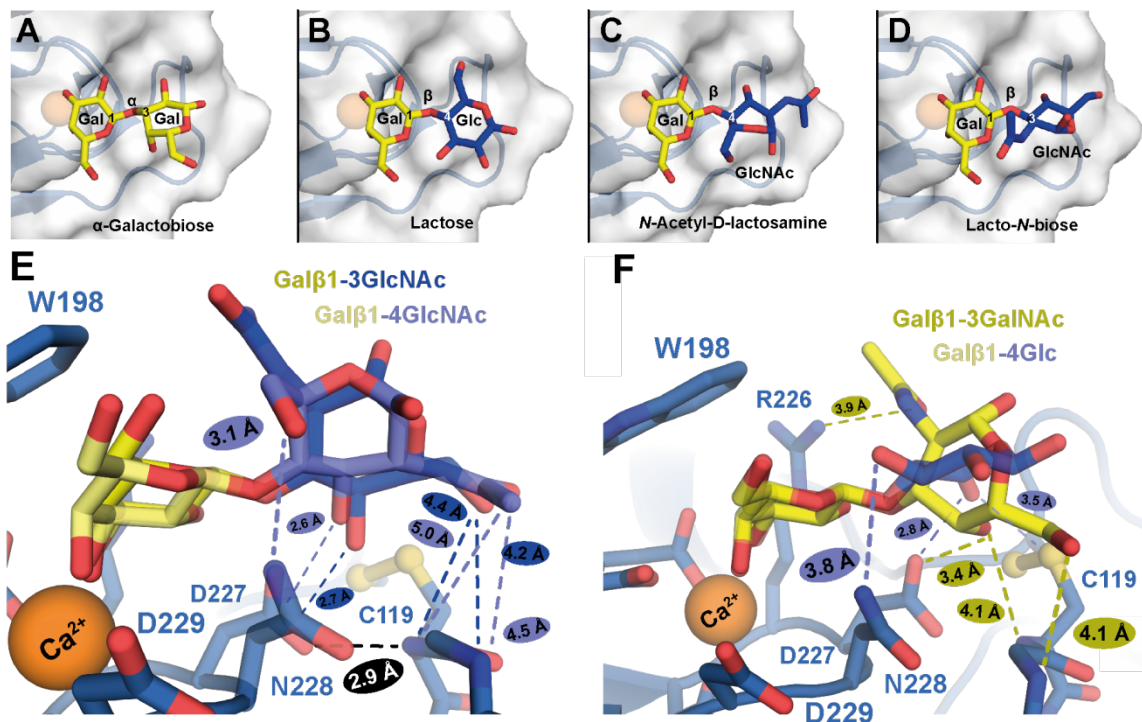 A
B
C
D
α
β
β
β
Gal
1
3
Gal
Gal
1
4
Glc
Gal
1
4
GlcNAc
Gal
1
3
GlcNAc
α-Galactobiose
Lactose
N-Acetyl-D-lactosamine
Lacto-N-biose
E
Galβ1-3GlcNAc
Galβ1-4GlcNAc
W198
3.1 Å
2.6 Å
4.4 Å
5.0 Å
4.2 Å
2.7 Å
4.5 Å
D227
C119
D229
Ca2+
N228
2.9 Å
F
Galβ1-3GalNAc
Galβ1-4Glc
W198
R226
3.9 Å
3.5 Å
2.8 Å
3.8 Å
3.4 Å
C119
4.1 Å
4.1 Å
Ca2+
D227
N228
D229